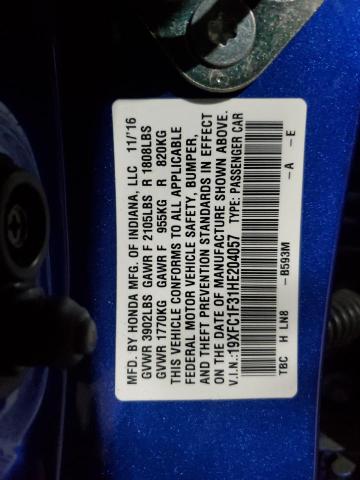 MFD. BY HONDA MFG. OF INDIANA, LLC 11/'16
GVWR 3902LBS GAWR F 2105LBS R 1808LBS
GVWR 1770KG GAWR F 955KG R 820KG
THIS VEHICLE CONFORMS TO ALL APPLICABLE
FEDERAL MOTOR VEHICLE SAFETY, BUMPER,
AND THEFT PREVENTION STANDARDS IN EFFECT
ON THE DATE OF MANUFACTURE SHOWN ABOVE.
V.I.N.:19XFC1F31HE204057 TYPE: PASSENGER CAR
TBC H LN8 -B593M -A -E